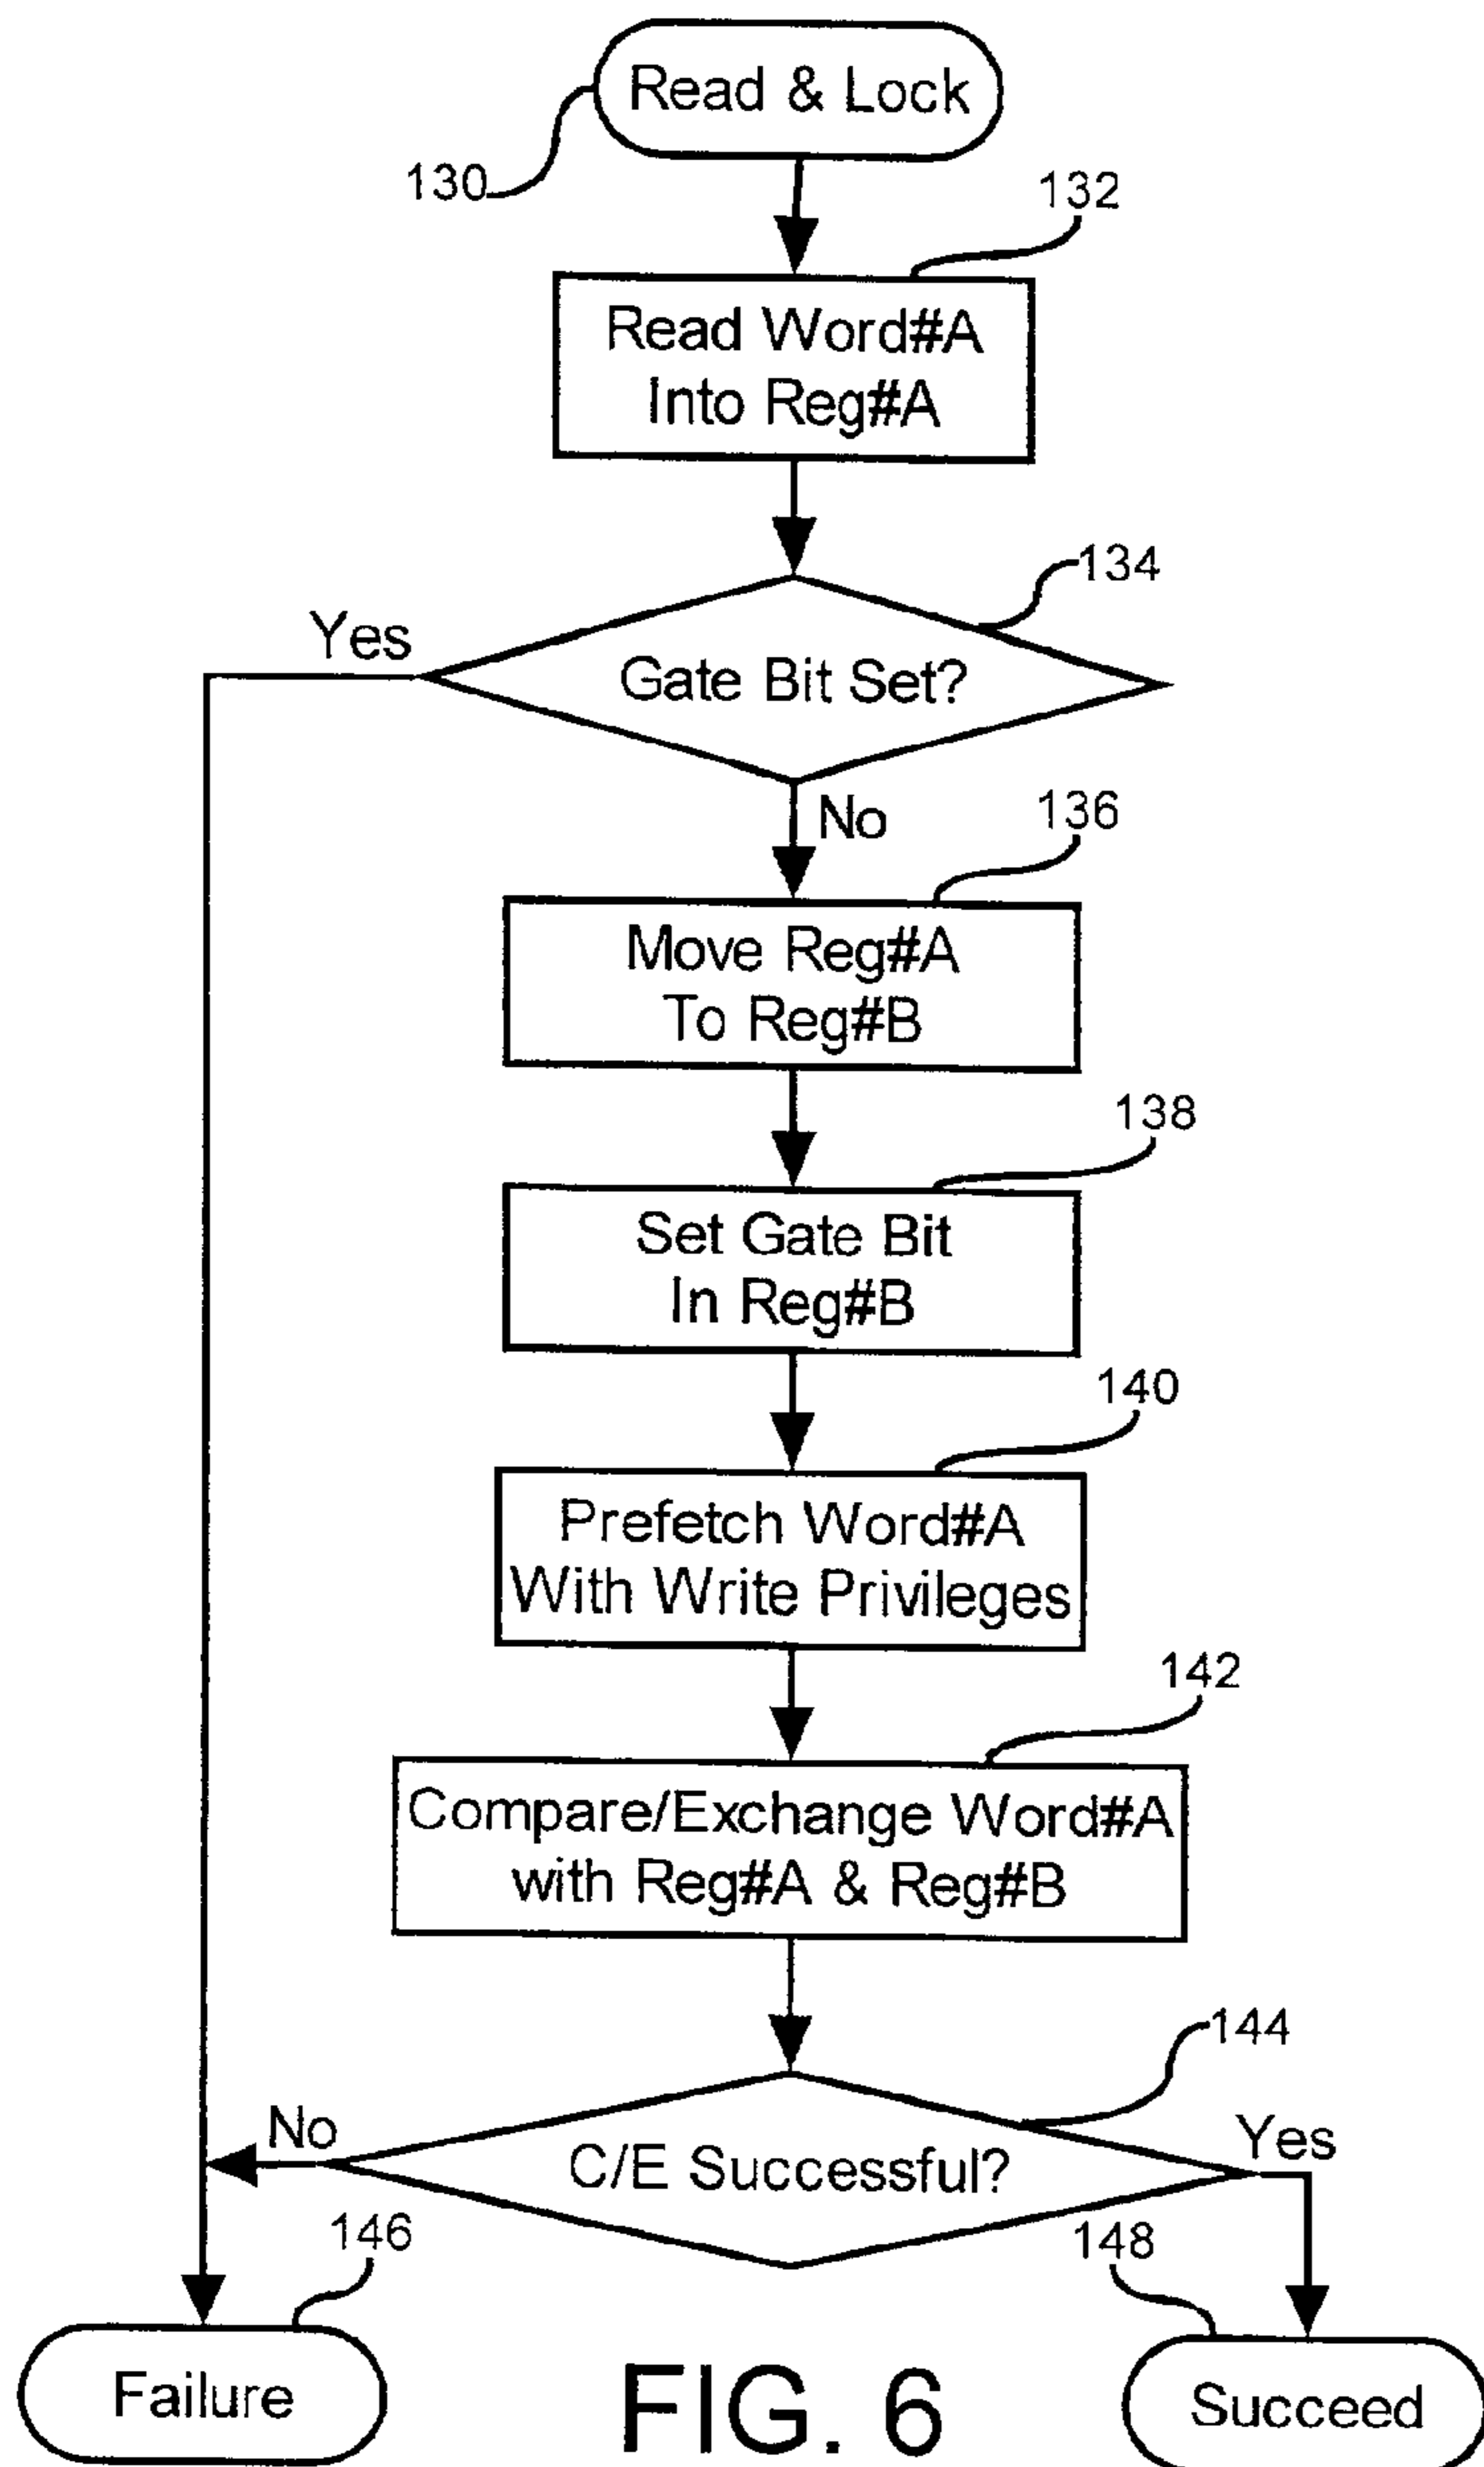 Read & Lock
130
132
Read Word#A
Into Reg#A
134
Yes
Gate Bit Set?
No
136
Move Reg#A
To Reg#B
138
Set Gate Bit
In Reg#B
140
Prefetch Word#A
With Write Privileges
142
Compare/Exchange Word#A
with Reg#A & Reg#B
144
No
C/E Successful?
Yes
146
148
Failure
FIG. 6
Succeed